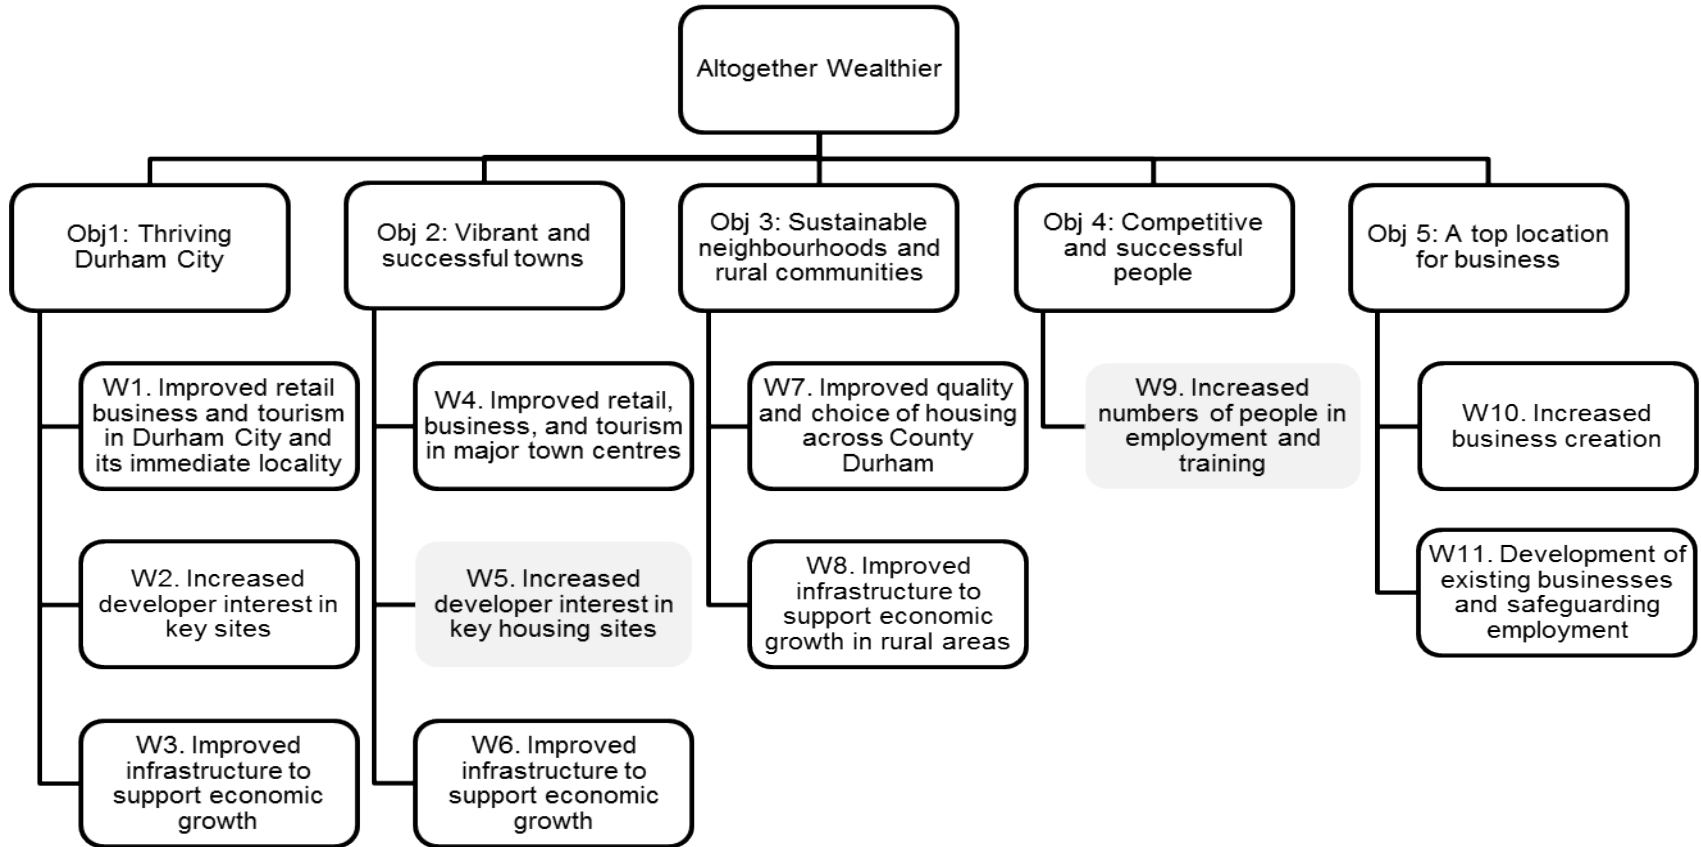 Altogether Wealthier
Obj1: Thriving
Durham City
Obj 2: Vibrant and
successful towns
Obj 3: Sustainable
neighbourhoods and
rural communities
Obj 4: Competitive
and successful
people
Obj 5: A top location
for business
W1. Improved retail
business and tourism
in Durham City and
its immediate locality
W2. Increased
developer interest in
key sites
W3. Improved
infrastructure to
support economic
growth
W4. Improved retail,
business, and tourism
in major town centres
W5. Increased
developer interest in
key housing sites
W6. Improved
infrastructure to
support economic
growth
W7. Improved quality
and choice of housing
across County
Durham
W8. Improved
infrastructure to
support economic
growth in rural areas
W9. Increased
numbers of people in
employment and
training
W10. Increased
business creation
W11. Development of
existing businesses
and safeguarding
employment